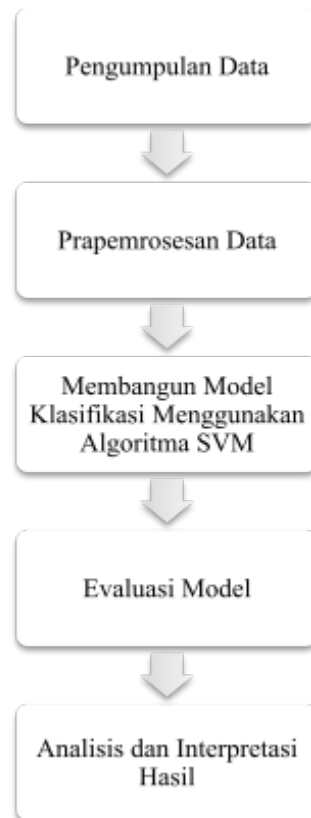 Pengumpulan Data
Prapemrosesan Data
Membangun Model
Klasifikasi Menggunakan
Algoritma SVM
Evaluasi Model
Analisis dan Interpretasi
Hasil